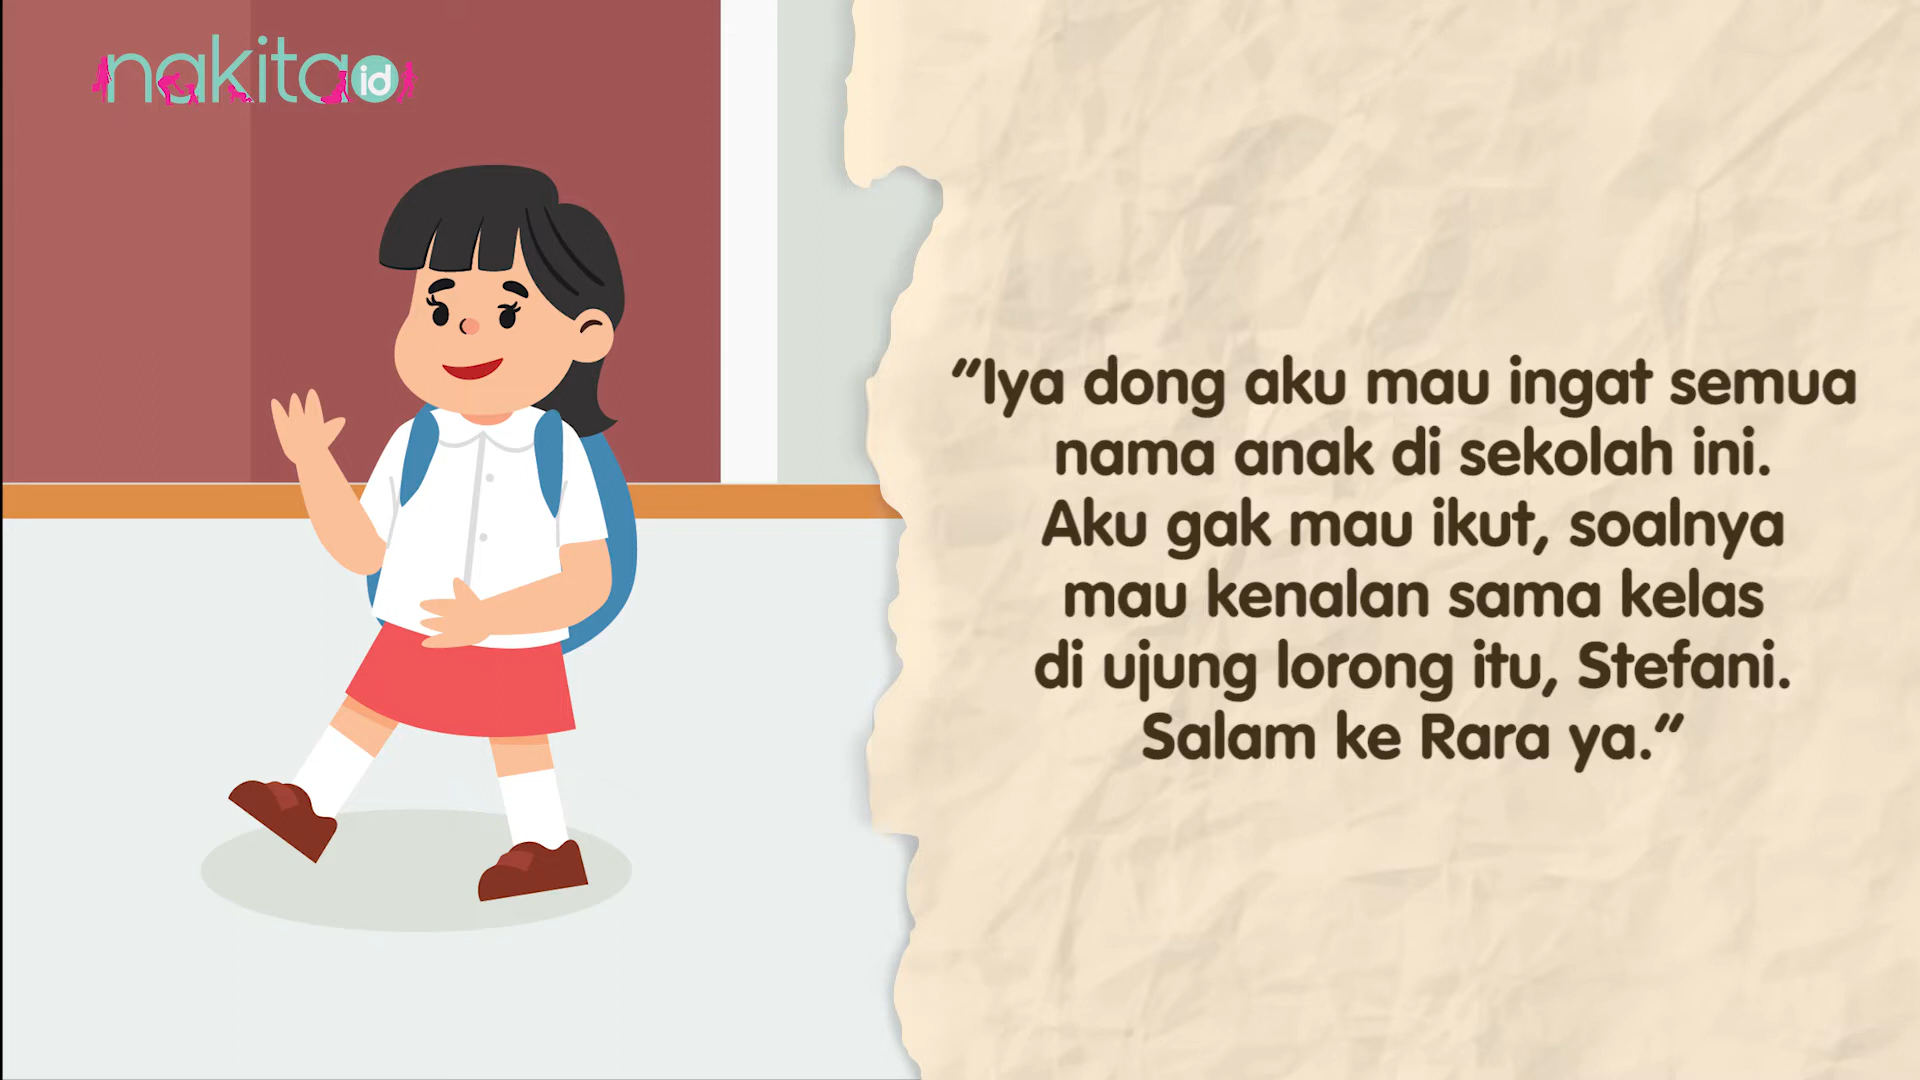 nakita id
"Iya dong aku mau ingat semua
nama anak di sekolah ini.
Aku gak mau ikut, soalnya
mau kenalan sama kelas
di ujung lorong itu, Stefani.
Salam ke Rara ya."